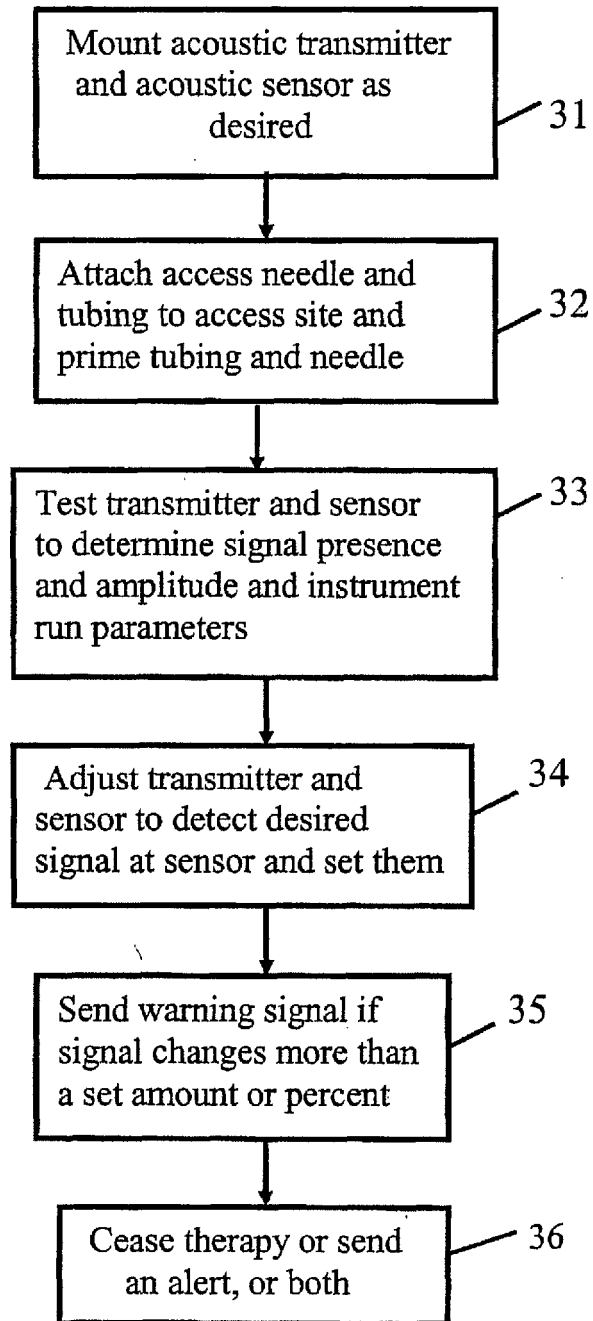 Mount acoustic transmitter
and acoustic sensor as
desired
31
Attach access needle and
tubing to access site and
prime tubing and needle
32
Test transmitter and sensor
to determine signal presence
and amplitude and instrument
run parameters
33
Adjust transmitter and
sensor to detect desired
signal at sensor and set them
34
Send warning signal if
signal changes more than
a set amount or percent
35
Cease therapy or send
an alert, or both
36